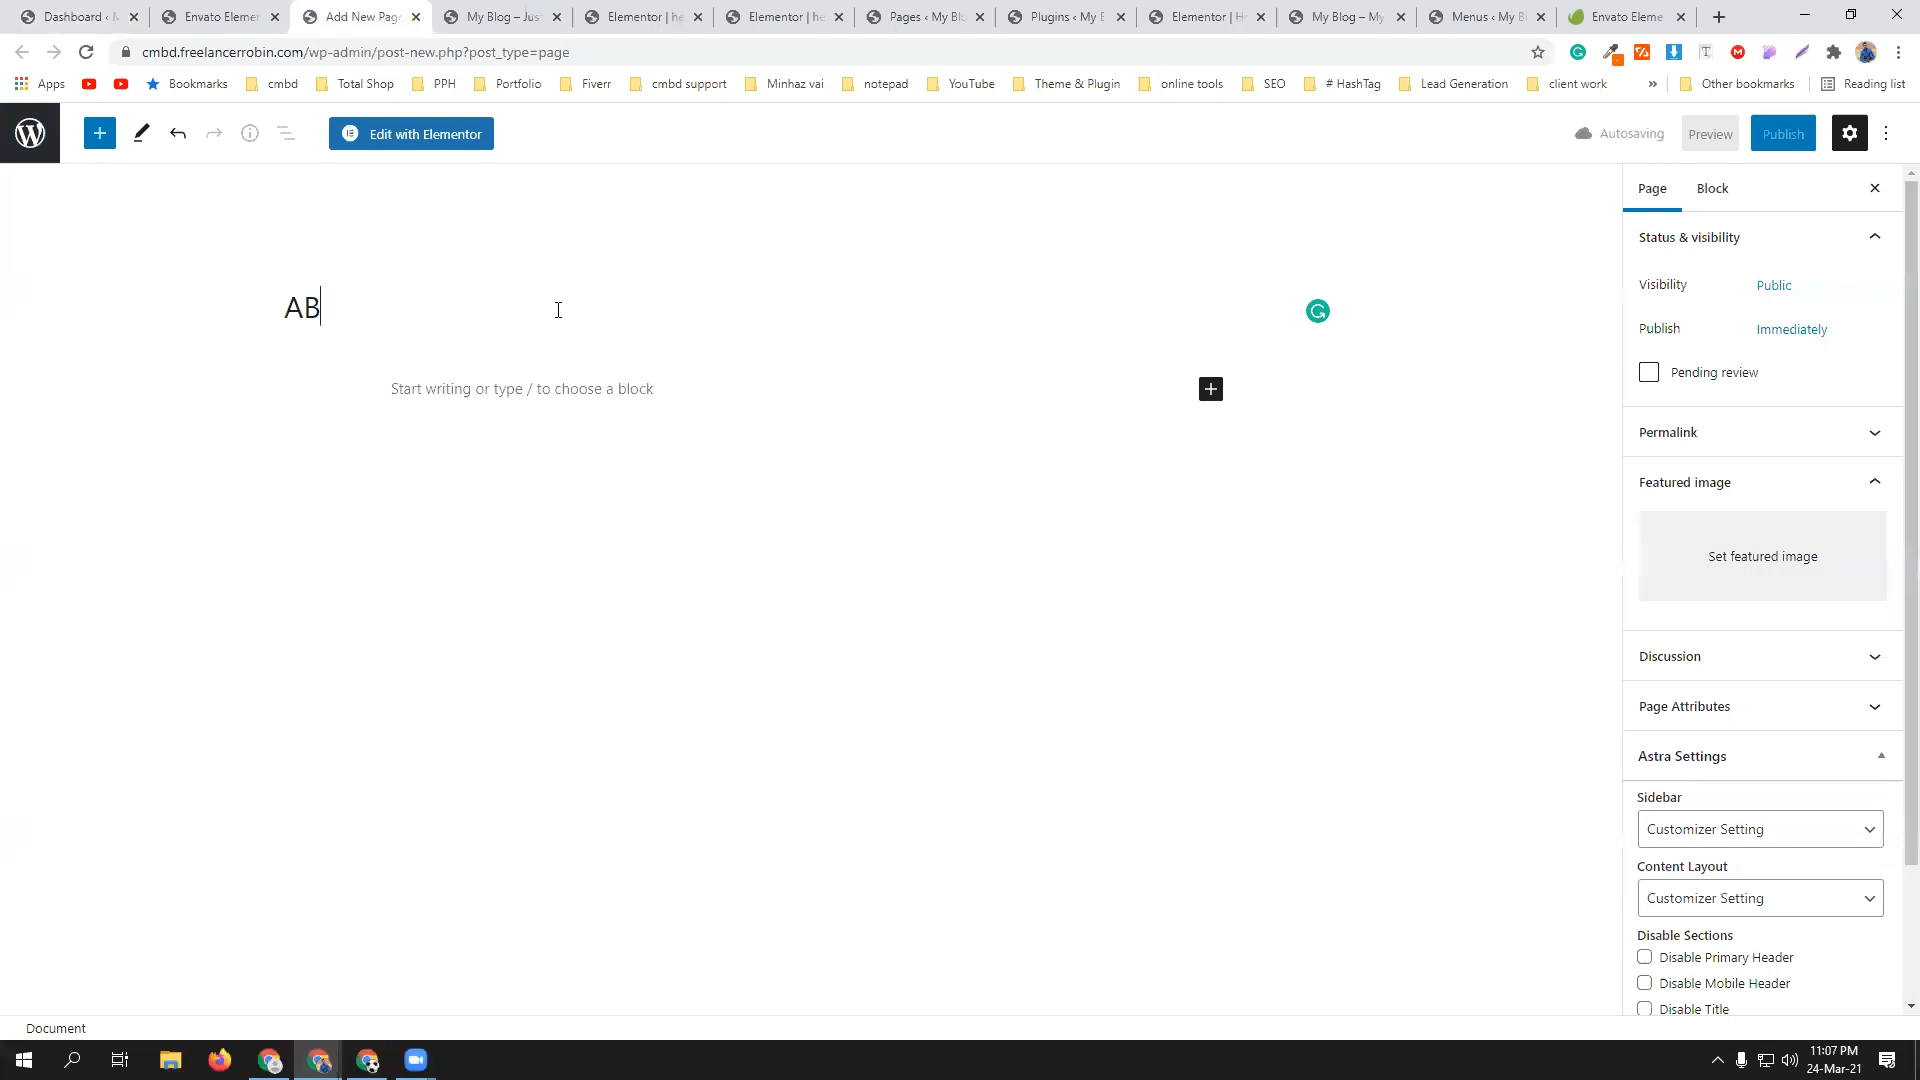 Dashboard ‹ M
Envato Elemen
Add New Page
My Blog – Jus
Elementor | he
Elementor | he
Pages ‹ My Blo
Plugins ‹ My B
Elementor | He
My Blog – My
Menus ‹ My Bl
Envato Eleme
cmbd.freelancerrobin.com/wp-admin/post-new.php?post_type=page
Apps
Bookmarks
cmbd
Total Shop
PPH
Portfolio
Fiverr
cmbd support
Minhaz vai
notepad
YouTube
Theme & Plugin
online tools
SEO
# HashTag
Lead Generation
client work
»
Other bookmarks
Reading list
Edit with Elementor
Autosaving
Preview
Publish
Page
Block
Status & visibility
Visibility
Public
Publish
Immediately
Pending review
AB
Start writing or type / to choose a block
Permalink
Featured image
Set featured image
Discussion
Page Attributes
Astra Settings
Sidebar
Customizer Setting
Content Layout
Customizer Setting
Disable Sections
Disable Primary Header
Disable Mobile Header
Disable Title
Document
11:07 PM
24-Mar-21